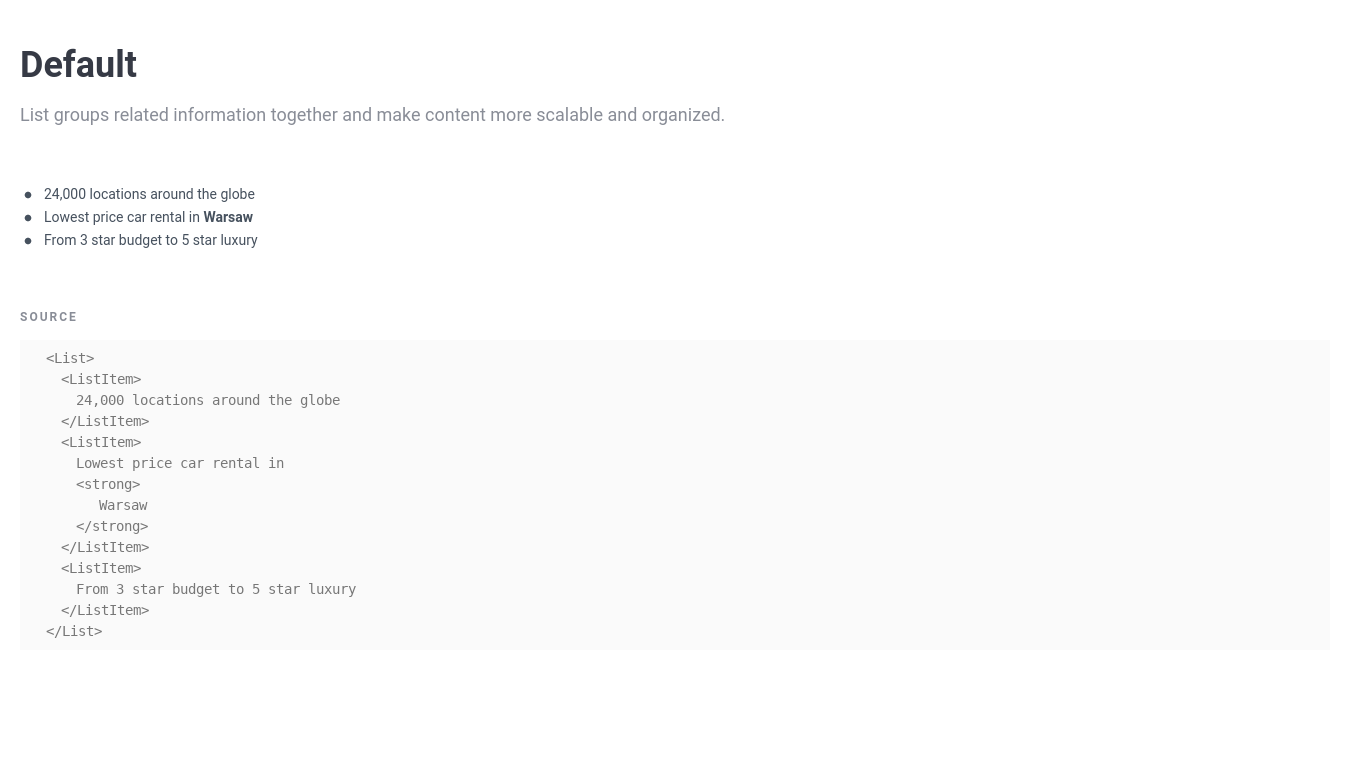 Default
List groups related information together and make content more scalable and organized.
● 24,000 locations around the globe
● Lowest price car rental in Warsaw
● From 3 star budget to 5 star luxury
SOURCE
<List>
<ListItem>
24,000 locations around the globe
</ListItem>
<ListItem>
Lowest price car rental in
<strong>
Warsaw
</strong>
</ListItem>
<ListItem>
From 3 star budget to 5 star luxury
</ListItem>
</List>